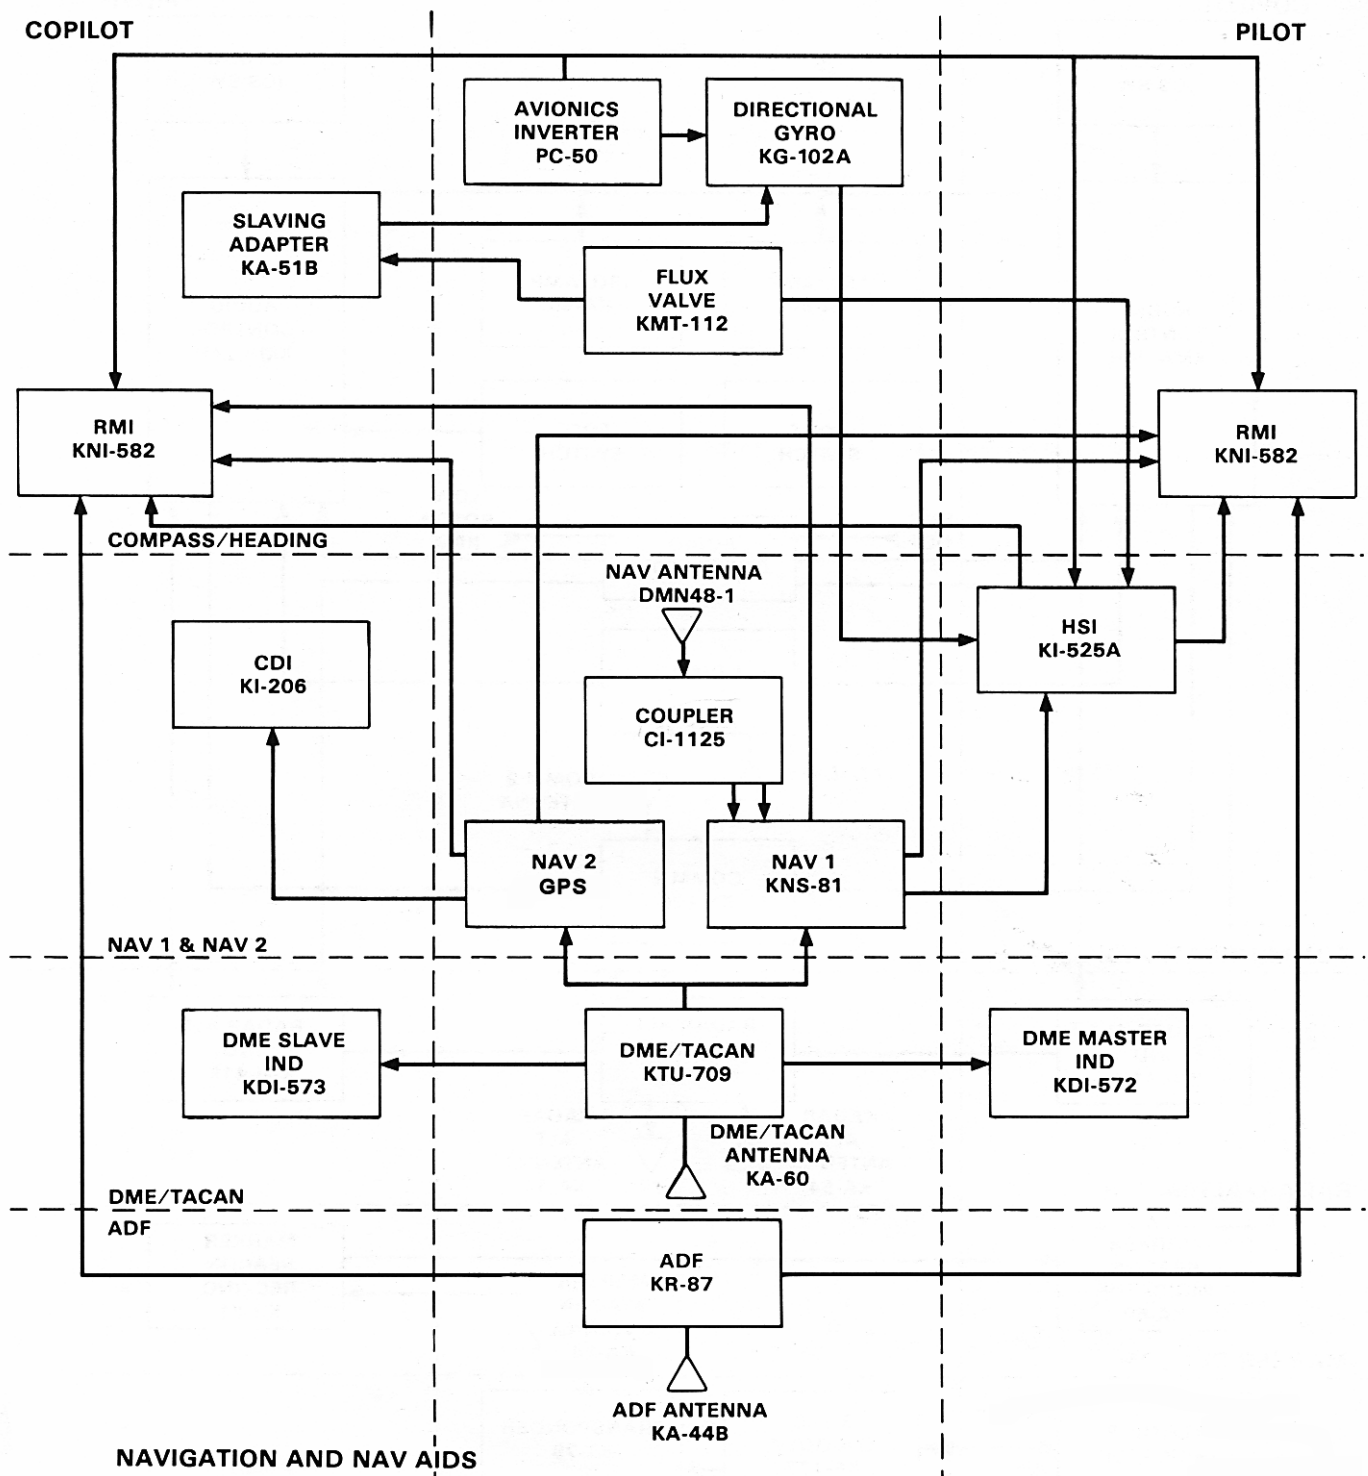 COPILOT
PILOT
AVIONICS
INVERTER
PC-50
DIRECTIONAL
GYRO
KG-102A
SLAVING
ADAPTER
KA-51B
FLUX
VALVE
KMT-112
RMI
KNI-582
RMI
KNI-582
COMPASS/HEADING
NAV ANTENNA
DMN48-1
HSI
KI-525A
CDI
KI-206
COUPLER
CI-1125
NAV 2
GPS
NAV 1
KNS-81
NAV 1 & NAV 2
DME SLAVE
IND
KDI-573
DME/TACAN
KTU-709
DME MASTER
IND
KDI-572
DME/TACAN
ANTENNA
KA-60
DME/TACAN
ADF
ADF
KR-87
ADF ANTENNA
KA-44B
NAVIGATION AND NAV AIDS